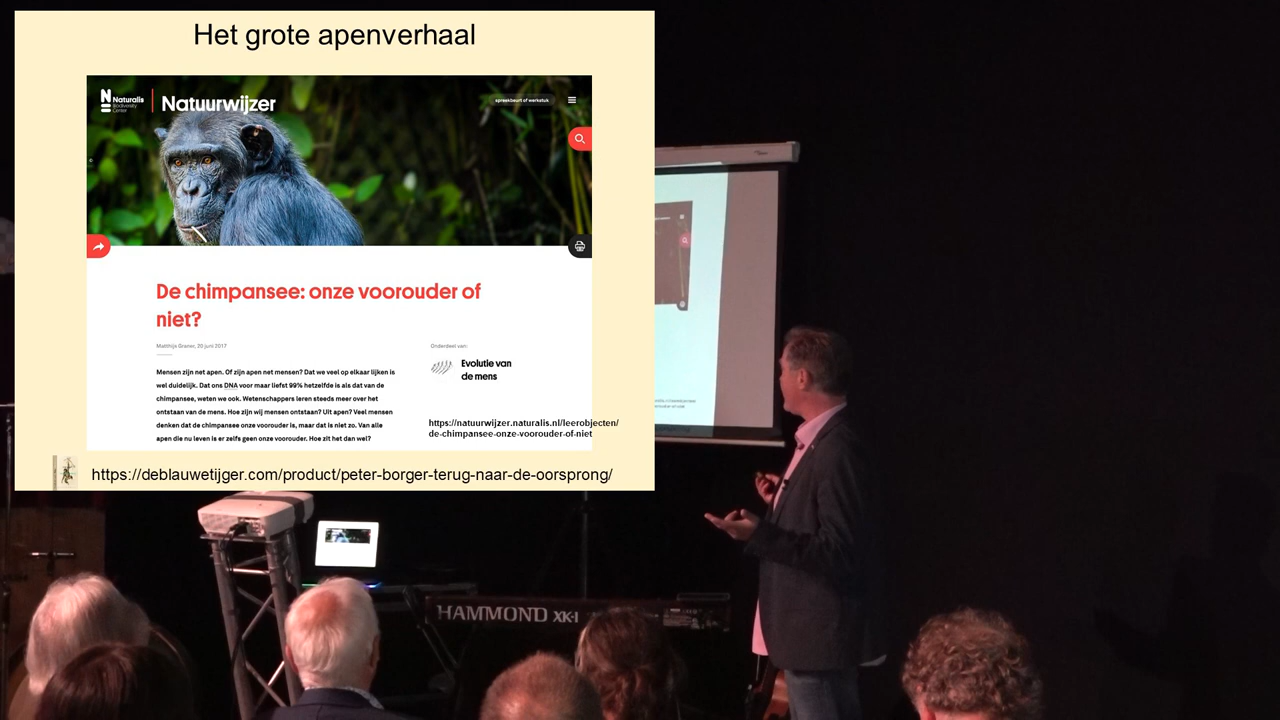 Het grote apenverhaal
Naturalis
Biodiversity
Center
Natuurwijzer
spreekbeurt of werkstuk
De chimpansee: onze voorouder of
niet?
Matthijs Graner, 20 juni 2017
Onderdeel van:
Evolutie van
de mens
Mensen zijn net apen. Of zijn apen net mensen? Dat we veel op elkaar lijken is
wel duidelijk. Dat ons DNA voor maar liefst 99% hetzelfde is als dat van de
chimpansee, weten we ook. Wetenschappers leren steeds meer over het
ontstaan van de mens. Hoe zijn wij mensen ontstaan? Uit apen? Veel mensen
denken dat de chimpansee onze voorouder is, maar dat is niet zo. Van alle
apen die nu leven is er zelfs geen onze voorouder. Hoe zit het dan wel?
https://natuurwijzer.naturalis.nl/leerobjecten/
de-chimpansee-onze-voorouder-of-niet
https://deblauwetijger.com/product/peter-borger-terug-naar-de-oorsprong/
HAMMOND XK-1